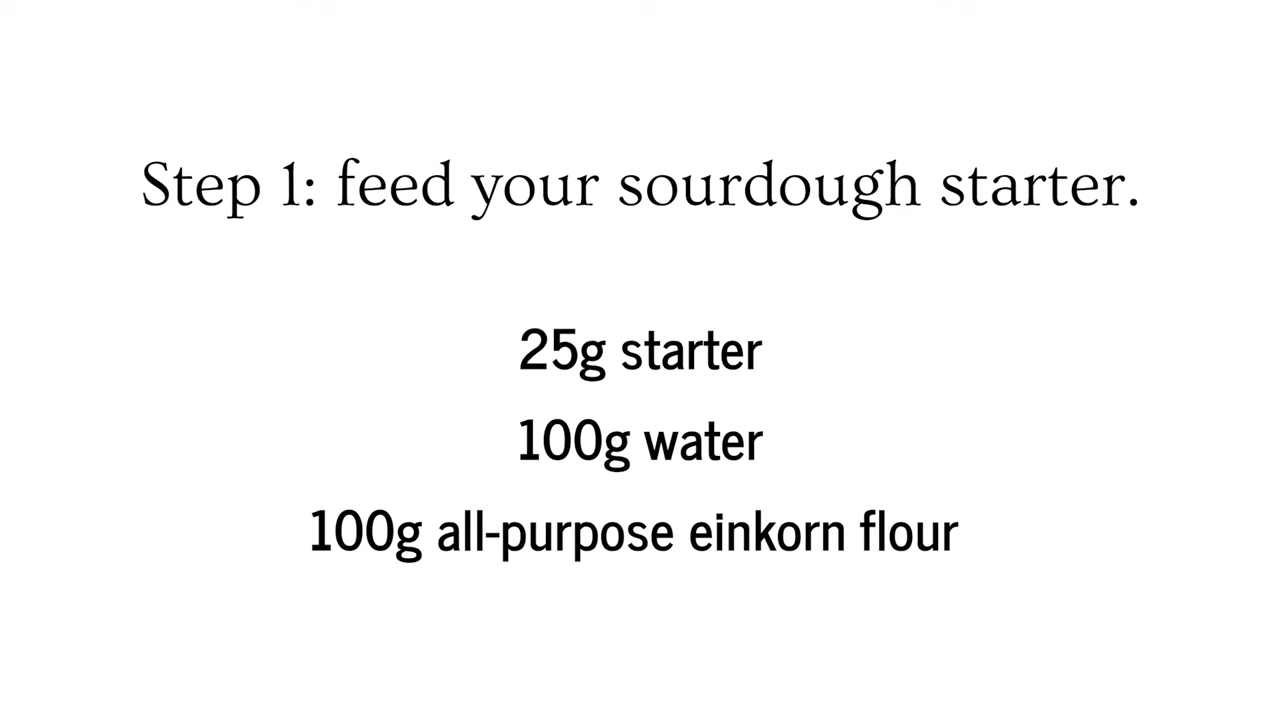 Step 1: feed your sourdough starter.
25g starter
100g water
100g all-purpose einkorn flour